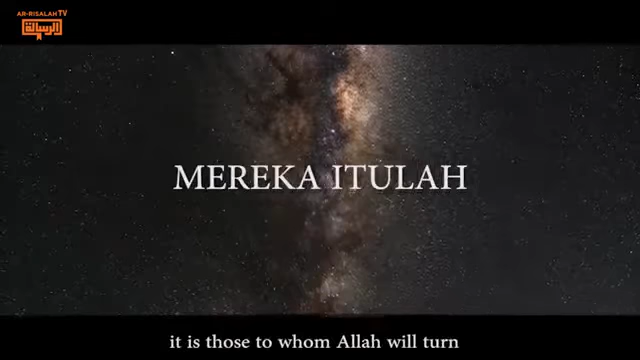 AR-RISALAH TV
الرسالة
MEREKA ITULAH
it is those to whom Allah will turn